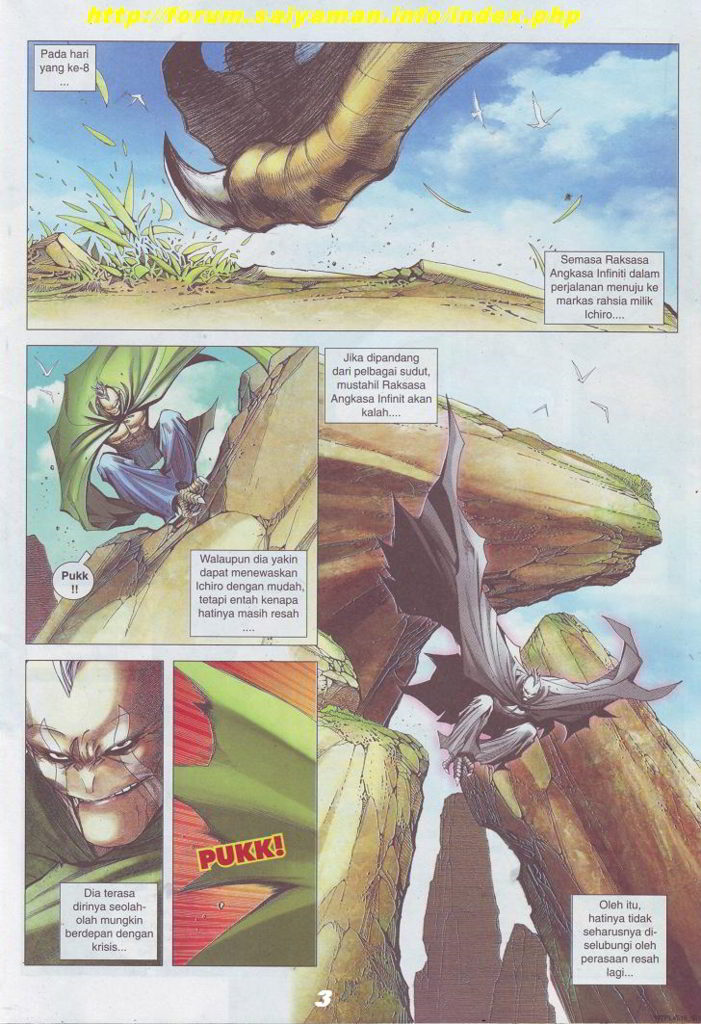 http://forum.saiyaman.info/index.php
Pada hari
yang ke-8
...
Semasa Raksasa
Angkasa Infiniti dalam
perjalanan menuju ke
markas rahsia milik
Ichiro....
Jika dipandang
dari pelbagai sudut,
mustahil Raksasa
Angkasa Infinit akan
kalah....
Pukk
!!
Walaupun dia yakin
dapat menewaskan
Ichiro dengan mudah,
tetapi entah kenapa
hatinya masih resah
....
PUKK!
Dia terasa
dirinya seolah-
olah mungkin
berdepan dengan
krisis...
Oleh itu,
hatinya tidak
seharusnya di-
selubungi oleh
perasaan resah
lagi...
3